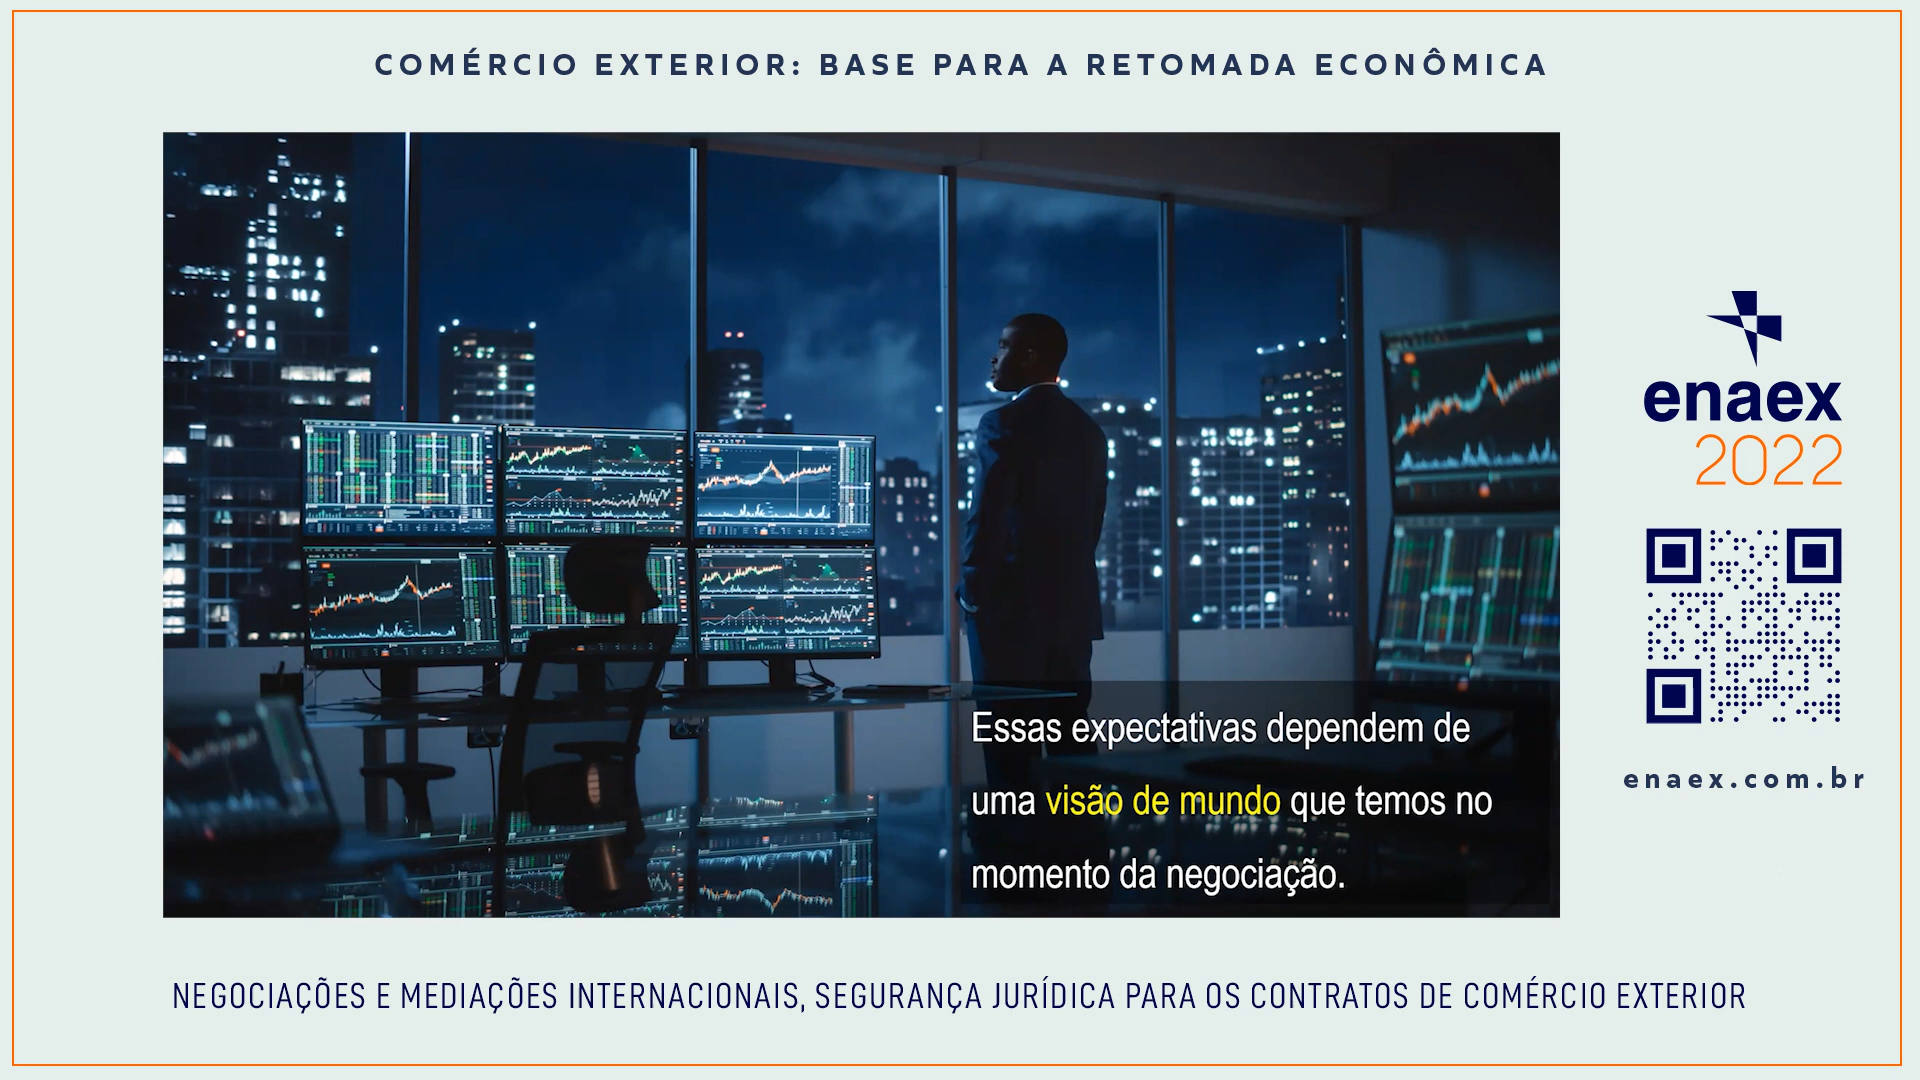 COMÉRCIO EXTERIOR: BASE PARA A RETOMADA ECONÔMICA
Essas expectativas dependem de
uma visão de mundo que temos no
momento da negociação.
enaex
2022
enaex.com.br
NEGOCIAÇÕES E MEDIAÇÕES INTERNACIONAIS, SEGURANÇA JURÍDICA PARA OS CONTRATOS DE COMÉRCIO EXTERIOR